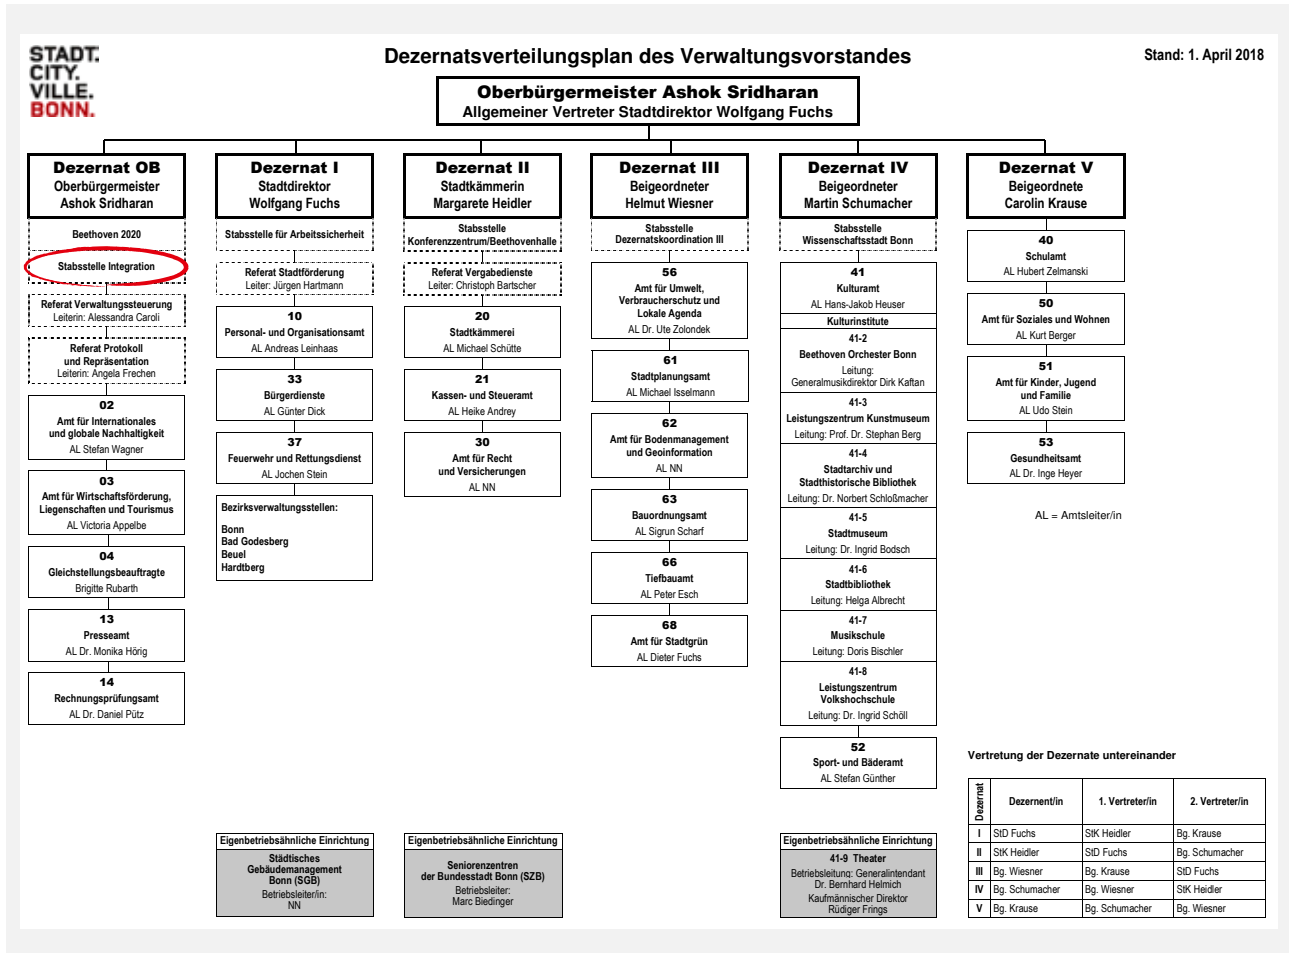 STADT.
CITY.
VILLE.
BONN.
Dezernatsverteilungsplan des Verwaltungsvorstandes
Stand: 1. April 2018
Oberbürgermeister Ashok Sridharan
Allgemeiner Vertreter Stadtdirektor Wolfgang Fuchs
Dezernat OB
Oberbürgermeister
Ashok Sridharan
Beethoven 2020
Stabsstelle Integration
Referat Verwaltungssteuerung
Leiterin: Alessandra Caroli
Referat Protokoll
und Repräsentation
Leiterin: Angela Frechen
02
Amt für Internationales
und globale Nachhaltigkeit
AL Stefan Wagner
03
Amt für Wirtschaftsförderung,
Liegenschaften und Tourismus
AL Victoria Appelbe
04
Gleichstellungsbeauftragte
Brigitte Rubarth
13
Presseamt
AL Dr. Monika Hörig
14
Rechnungsprüfungsamt
AL Dr. Daniel Pütz
Dezernat I
Stadtdirektor
Wolfgang Fuchs
Stabsstelle für Arbeitssicherheit
Referat Stadtförderung
Leiter: Jürgen Hartmann
10
Personal- und Organisationsamt
AL Andreas Leinhaas
33
Bürgerdienste
AL Günter Dick
37
Feuerwehr und Rettungsdienst
AL Jochen Stein
Bezirksverwaltungsstellen:
Bonn
Bad Godesberg
Beuel
Hardtberg
Eigenbetriebsähnliche Einrichtung
Städtisches
Gebäudemanagement
Bonn (SGB)
Betriebsleiter/in:
NN
Dezernat II
Stadtkämmerin
Margarete Heidler
Stabsstelle
Konferenzzentrum/Beethovenhalle
Referat Vergabedienste
Leiter: Christoph Bartscher
20
Stadtkämmerei
AL Michael Schütte
21
Kassen- und Steueramt
AL Heike Andrey
30
Amt für Recht
und Versicherungen
AL NN
Eigenbetriebsähnliche Einrichtung
Seniorenzentren
der Bundesstadt Bonn (SZB)
Betriebsleiter:
Marc Biedinger
Dezernat III
Beigeordneter
Helmut Wiesner
Stabsstelle
Dezernatskoordination III
56
Amt für Umwelt,
Verbraucherschutz und
Lokale Agenda
AL Dr. Ute Zolondek
61
Stadtplanungsamt
AL Michael Isselmann
62
Amt für Bodenmanagement
und Geoinformation
AL NN
63
Bauordnungsamt
AL Sigrun Scharf
66
Tiefbauamt
AL Peter Esch
68
Amt für Stadtgrün
AL Dieter Fuchs
Dezernat IV
Beigeordneter
Martin Schumacher
Stabsstelle
Wissenschaftsstadt Bonn
41
Kulturamt
AL Hans-Jakob Heuser
Kulturinstitute
41-2
Beethoven Orchester Bonn
Leitung:
Generalmusikdirektor Dirk Kaftan
41-3
Leistungszentrum Kunstmuseum
Leitung: Prof. Dr. Stephan Berg
41-4
Stadtarchiv und
Stadthistorische Bibliothek
Leitung: Dr. Norbert Schloßmacher
41-5
Stadtmuseum
Leitung: Dr. Ingrid Bodsch
41-6
Stadtbibliothek
Leitung: Helga Albrecht
41-7
Musikschule
Leitung: Doris Bischler
41-8
Leistungszentrum
Volkshochschule
Leitung: Dr. Ingrid Schöll
52
Sport- und Bäderamt
AL Stefan Günther
Eigenbetriebsähnliche Einrichtung
41-9 Theater
Betriebsleitung: Generalintendant
Dr. Bernhard Helmich
Kaufmännischer Direktor
Rüdiger Frings
Dezernat V
Beigeordnete
Carolin Krause
40
Schulamt
AL Hubert Zelmanski
50
Amt für Soziales und Wohnen
AL Kurt Berger
51
Amt für Kinder, Jugend
und Familie
AL Udo Stein
53
Gesundheitsamt
AL Dr. Inge Heyer
AL = Amtsleiter/in
Vertretung der Dezernate untereinander
Dezernat Dezernent/in 1. Vertreter/in 2. Vertreter/in
I StD Fuchs StK Heidler Bg. Krause
II StK Heidler StD Fuchs Bg. Schumacher
III Bg. Wiesner Bg. Krause StD Fuchs
IV Bg. Schumacher Bg. Wiesner StK Heidler
V Bg. Krause Bg. Schumacher Bg. Wiesner